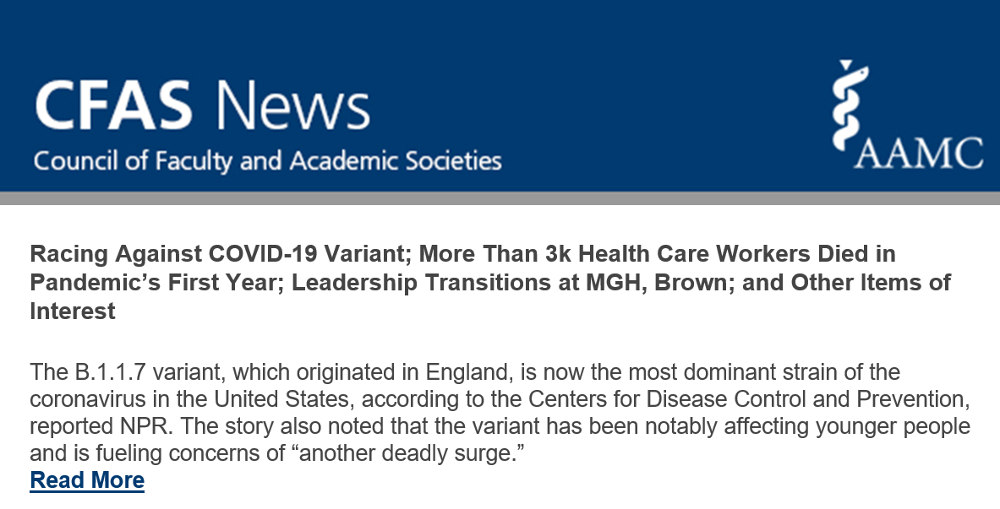 CFAS News
Council of Faculty and Academic Societies
AAMC
Racing Against COVID-19 Variant; More Than 3k Health Care Workers Died in
Pandemic’s First Year; Leadership Transitions at MGH, Brown; and Other Items of
Interest
The B.1.1.7 variant, which originated in England, is now the most dominant strain of the
coronavirus in the United States, according to the Centers for Disease Control and Prevention,
reported NPR. The story also noted that the variant has been notably affecting younger people
and is fueling concerns of “another deadly surge.”
Read More